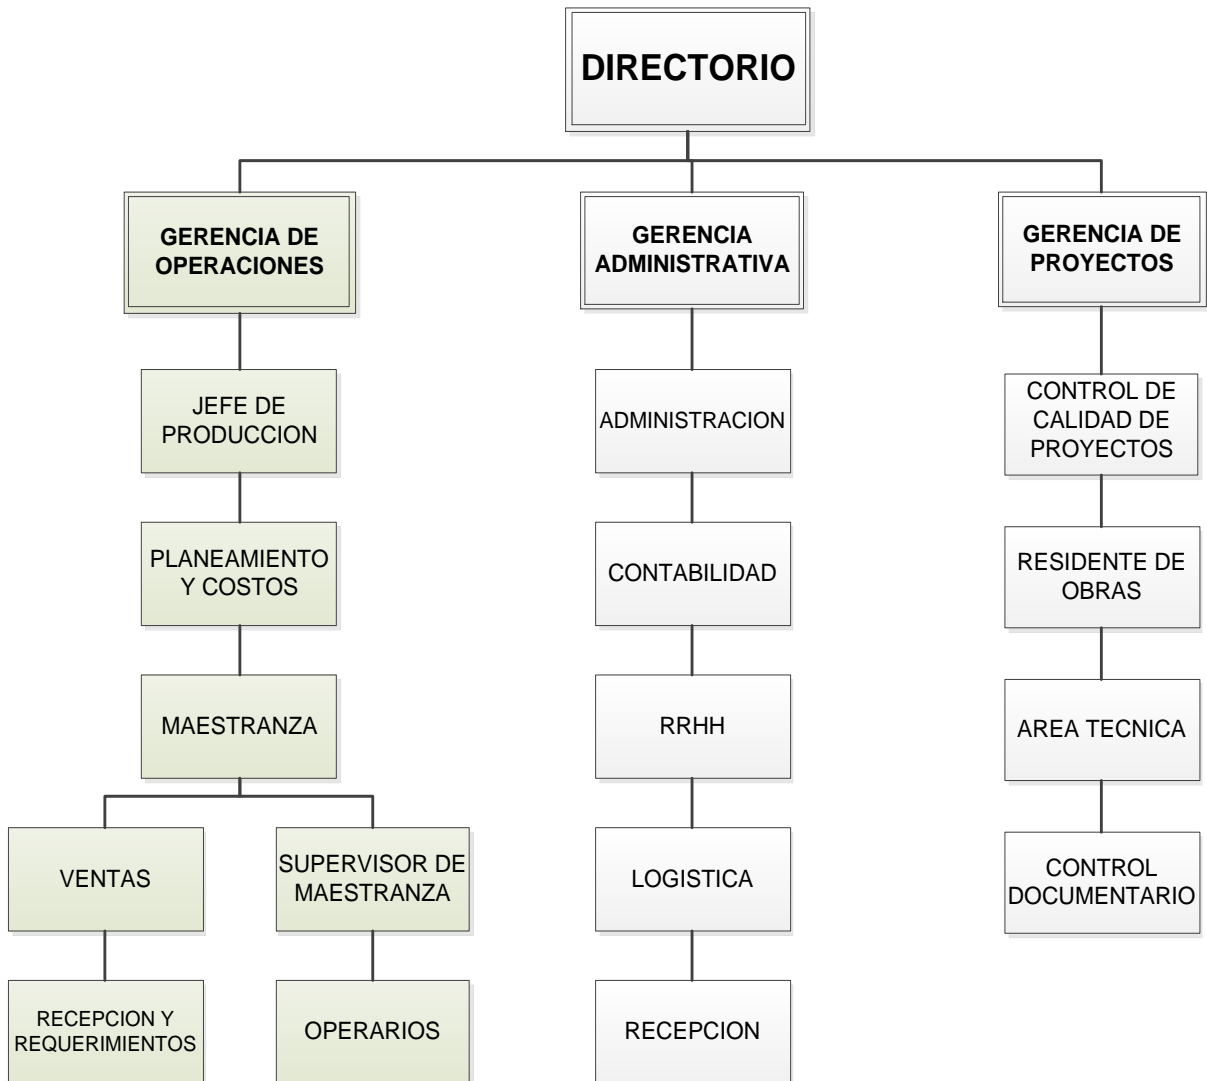 DIRECTORIO
GERENCIA DE
OPERACIONES
GERENCIA
ADMINISTRATIVA
GERENCIA DE
PROYECTOS
JEFE DE
PRODUCCION
ADMINISTRACION
CONTROL DE
CALIDAD DE
PROYECTOS
PLANEAMIENTO
Y COSTOS
CONTABILIDAD
RESIDENTE DE
OBRAS
MAESTRANZA
RRHH
AREA TECNICA
VENTAS
SUPERVISOR DE
MAESTRANZA
LOGISTICA
CONTROL
DOCUMENTARIO
RECEPCION Y
REQUERIMIENTOS
OPERARIOS
RECEPCION